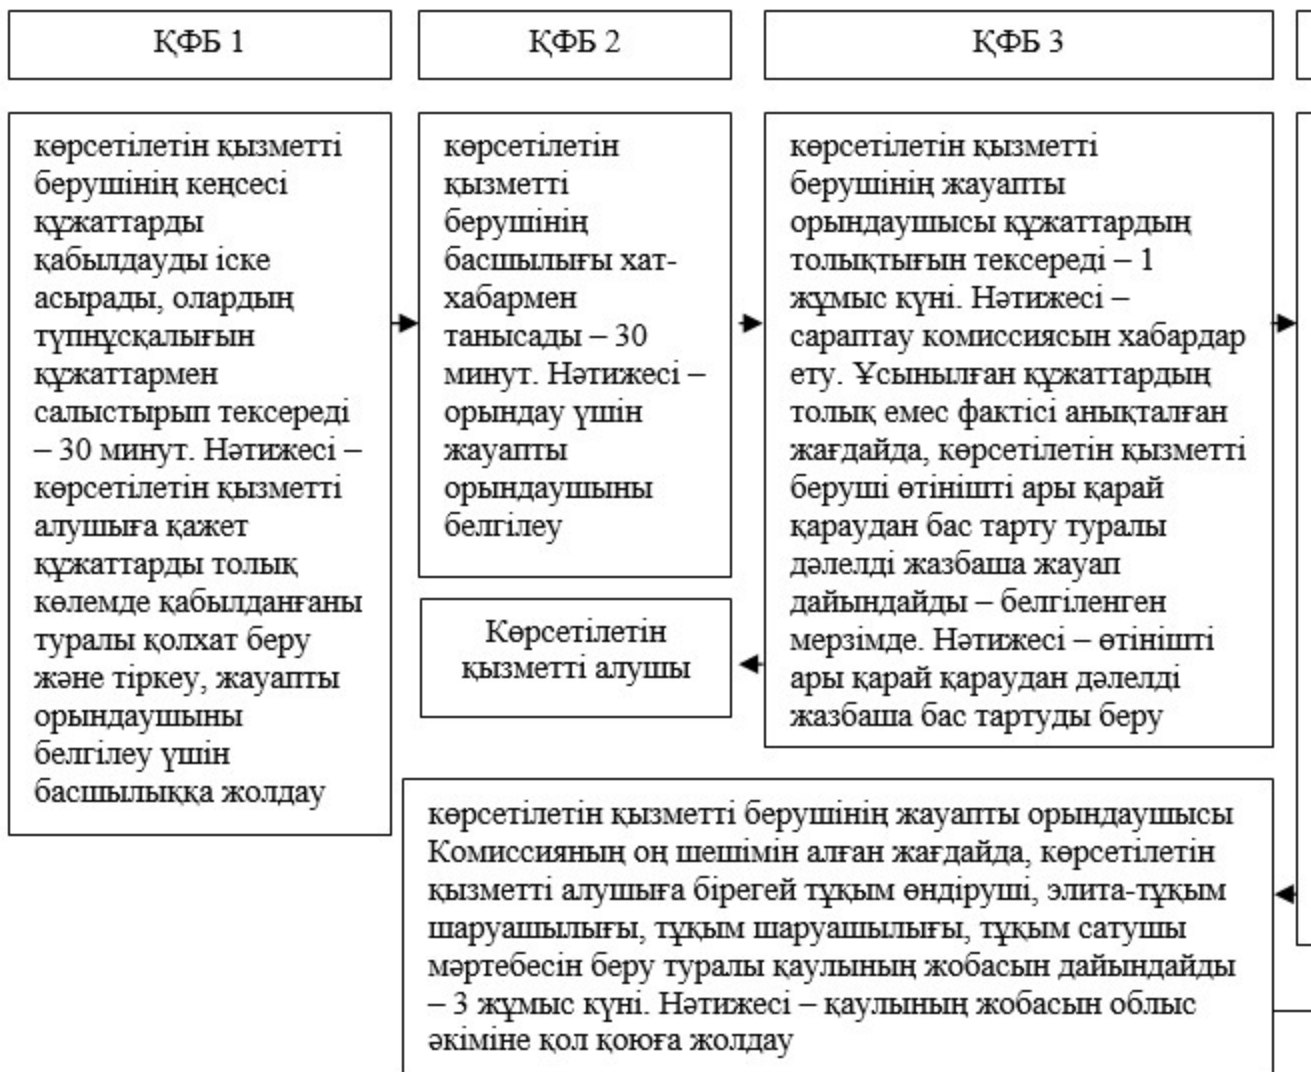 ҚФБ 1
ҚФБ 2
ҚФБ 3
көрсетілетін қызметті
берушінің кеңсесі
құжаттарды
қабылдауды іске
асырады, олардың
түпнұсқалығын
құжаттармен
салыстырып тексереді
– 30 минут. Нәтижесі –
көрсетілетін қызметті
алушыға қажет
құжаттарды толық
көлемде қабылданғаны
туралы қолхат беру
және тіркеу, жауапты
орындаушыны
белгілеу үшін
басшылыққа жолдау
көрсетілетін
қызметті
берушінің
басшылығы хат-
хабармен
танысады – 30
минут. Нәтижесі –
орындау үшін
жауапты
орындаушыны
белгілеу
көрсетілетін қызметті
берушінің жауапты
орындаушысы құжаттардың
толықтығын тексереді – 1
жұмыс күні. Нәтижесі –
сараптау комиссиясын хабардар
ету. Ұсынылған құжаттардың
толық емес фактісі анықталған
жағдайда, көрсетілетін қызметті
беруші өтінішті ары қарай
қараудан бас тарту туралы
дәлелді жазбаша жауап
дайындайды – белгіленген
мерзімде. Нәтижесі – өтінішті
ары қарай қараудан дәлелді
жазбаша бас тартуды беру
Көрсетілетін
қызметті алушы
көрсетілетін қызметті берушінің жауапты орындаушысы
Комиссияның оң шешімін алған жағдайда, көрсетілетін
қызметті алушыға бірегей тұқым өндіруші, элита-тұқым
шаруашылығы, тұқым шаруашылығы, тұқым сатушы
мәртебесін беру туралы қаулының жобасын дайындайды
– 3 жұмыс күні. Нәтижесі – қаулының жобасын облыс
әкіміне қол қоюға жолдау